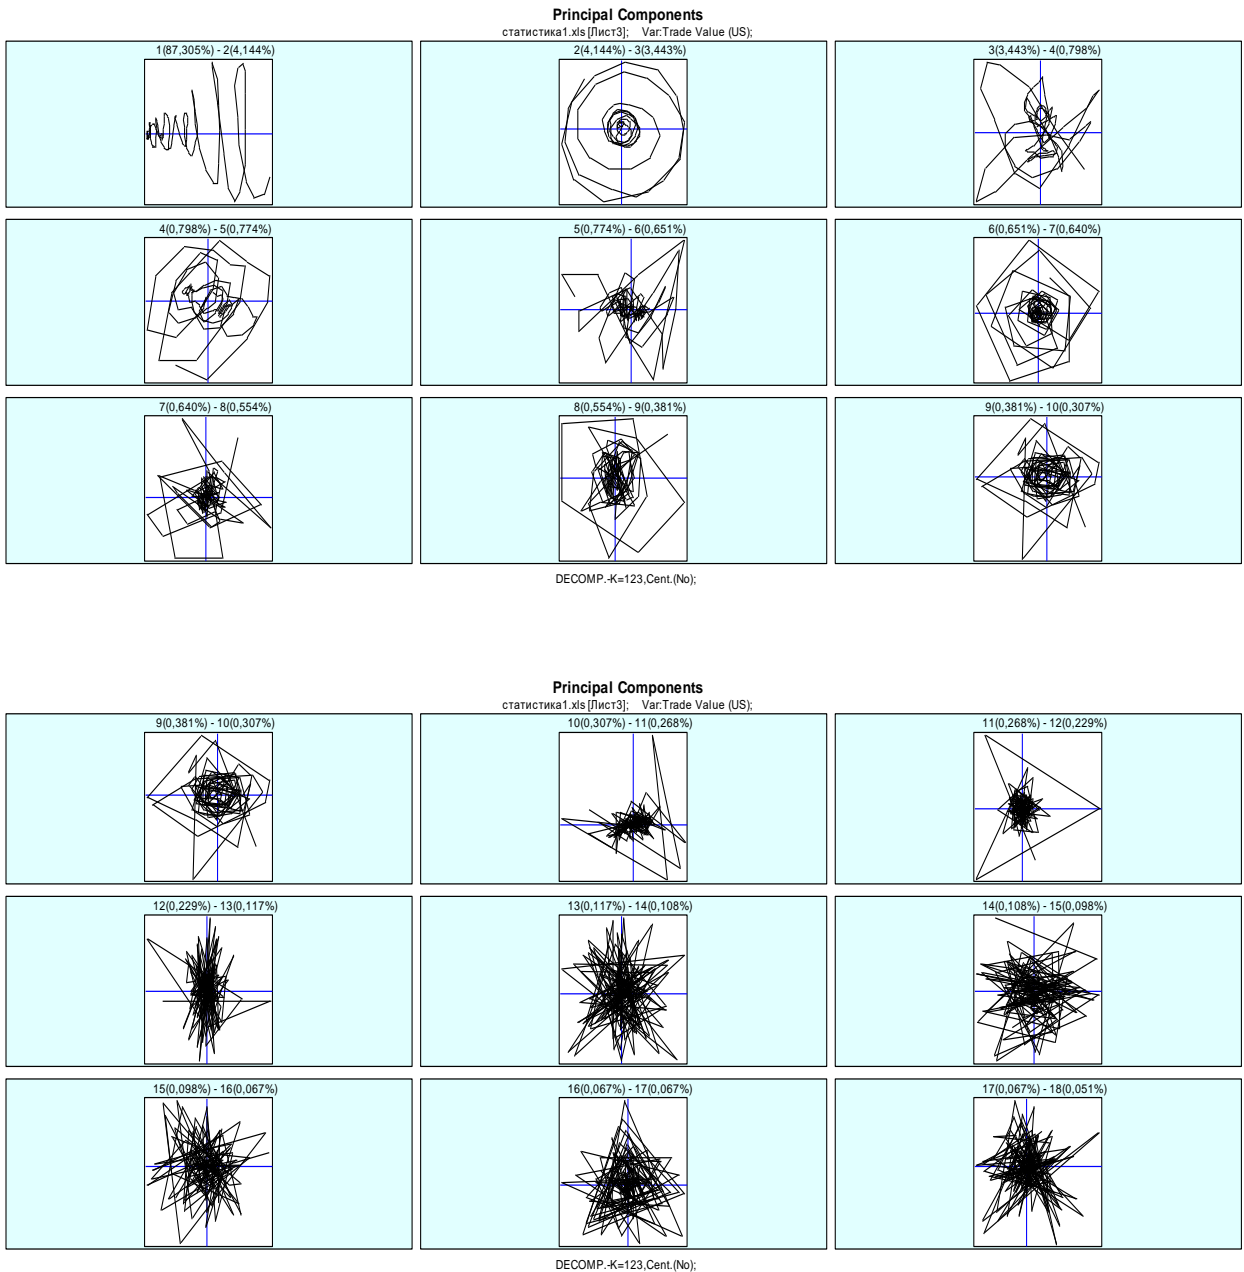 Principal Components
статистика1.xls [Лист3]; Var:Trade Value (US);
1(87,305%) - 2(4,144%)
2(4,144%) - 3(3,443%)
3(3,443%) - 4(0,798%)
4(0,798%) - 5(0,774%)
5(0,774%) - 6(0,651%)
6(0,651%) - 7(0,640%)
7(0,640%) - 8(0,554%)
8(0,554%) - 9(0,381%)
9(0,381%) - 10(0,307%)
DECOMP.-K=123,Cent.(No);
Principal Components
статистика1.xls [Лист3]; Var:Trade Value (US);
9(0,381%) - 10(0,307%)
10(0,307%) - 11(0,268%)
11(0,268%) - 12(0,229%)
12(0,229%) - 13(0,117%)
13(0,117%) - 14(0,108%)
14(0,108%) - 15(0,098%)
15(0,098%) - 16(0,067%)
16(0,067%) - 17(0,067%)
17(0,067%) - 18(0,051%)
DECOMP.-K=123,Cent.(No);